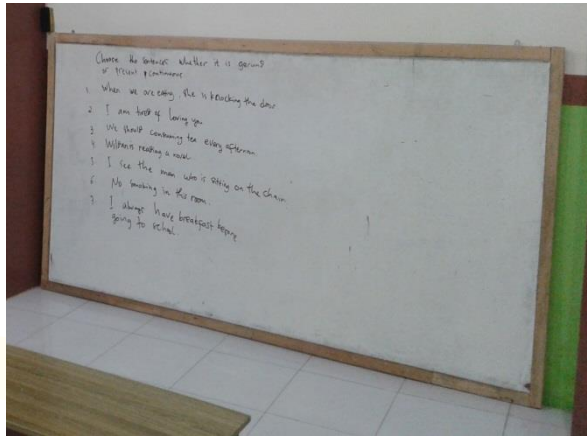 Choose the sentences whether it is gerund
or present continuous
1. When we are eating, she is knocking the door
2. I am tired of loving you
3. We should continuing tea every afternoon.
4. is reading a novel
5. I see the man who is sitting on the chair
6. No smoking in this room.
7. I always have breakfast before
going to school.